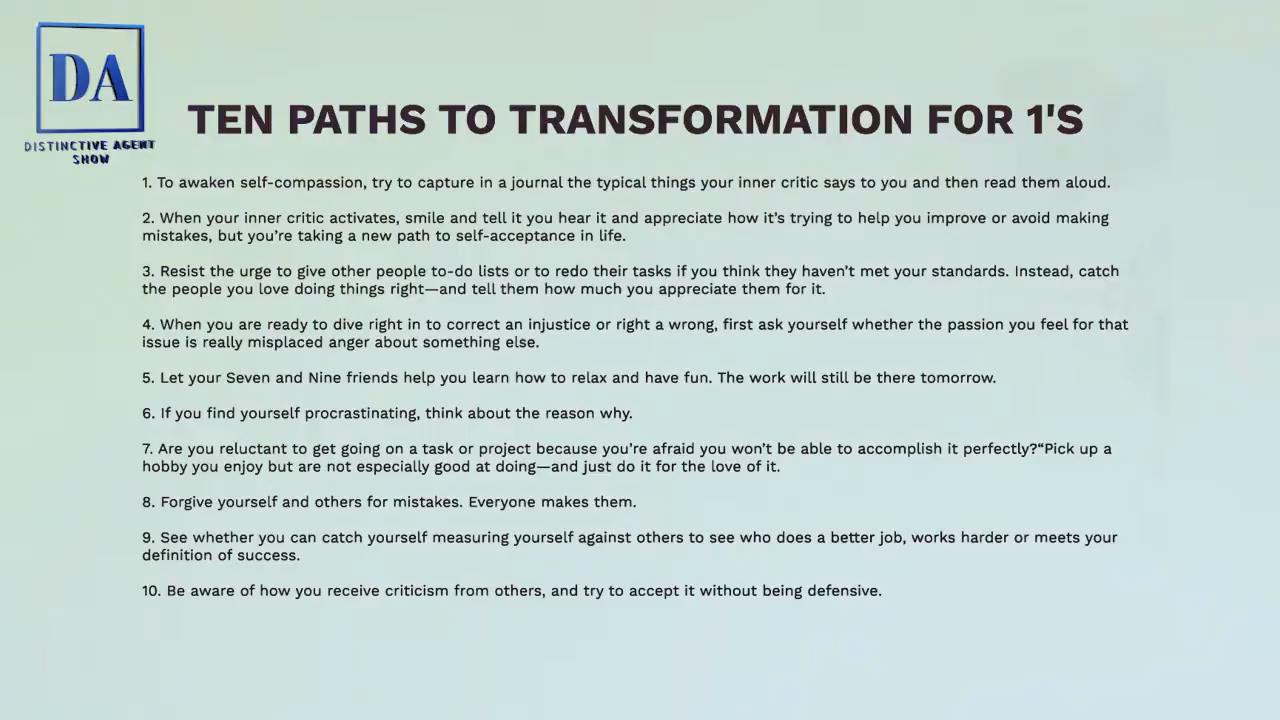 DA
DISTINCTIVE AGENT
SHOW
TEN PATHS TO TRANSFORMATION FOR 1'S
1. To awaken self-compassion, try to capture in a journal the typical things your inner critic says to you and then read them aloud.
2. When your inner critic activates, smile and tell it you hear it and appreciate how it’s trying to help you improve or avoid making
mistakes, but you’re taking a new path to self-acceptance in life.
3. Resist the urge to give other people to-do lists or to redo their tasks if you think they haven’t met your standards. Instead, catch
the people you love doing things right—and tell them how much you appreciate them for it.
4. When you are ready to dive right in to correct an injustice or right a wrong, first ask yourself whether the passion you feel for that
issue is really misplaced anger about something else.
5. Let your Seven and Nine friends help you learn how to relax and have fun. The work will still be there tomorrow.
6. If you find yourself procrastinating, think about the reason why.
7. Are you reluctant to get going on a task or project because you’re afraid you won’t be able to accomplish it perfectly?“Pick up a
hobby you enjoy but are not especially good at doing—and just do it for the love of it.
8. Forgive yourself and others for mistakes. Everyone makes them.
9. See whether you can catch yourself measuring yourself against others to see who does a better job, works harder or meets your
definition of success.
10. Be aware of how you receive criticism from others, and try to accept it without being defensive.